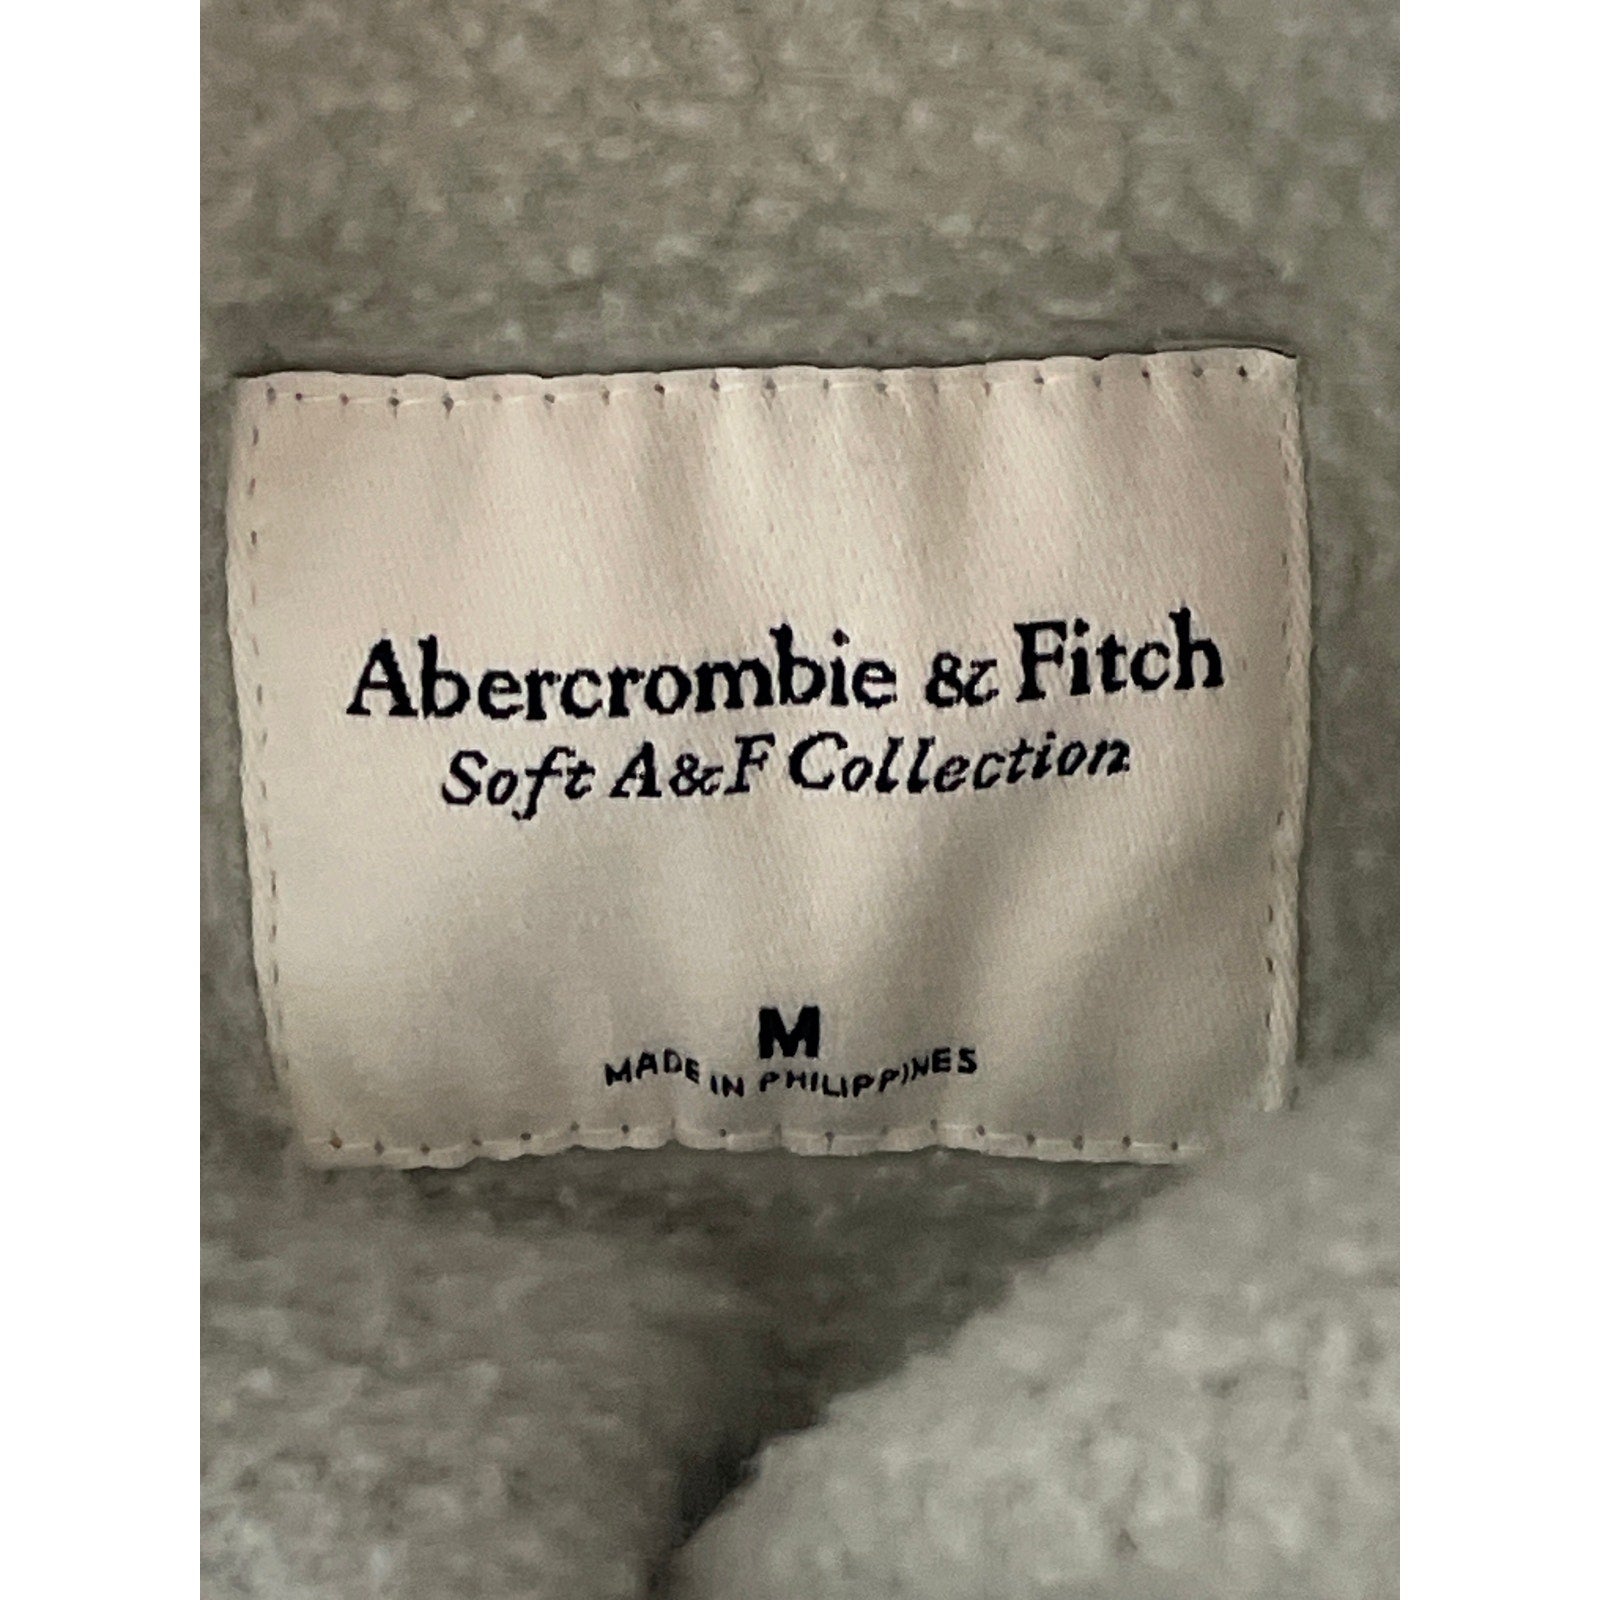 Abercrombie & Fitch
Soft A&F Collection
M
MADE IN PHILIPPINES